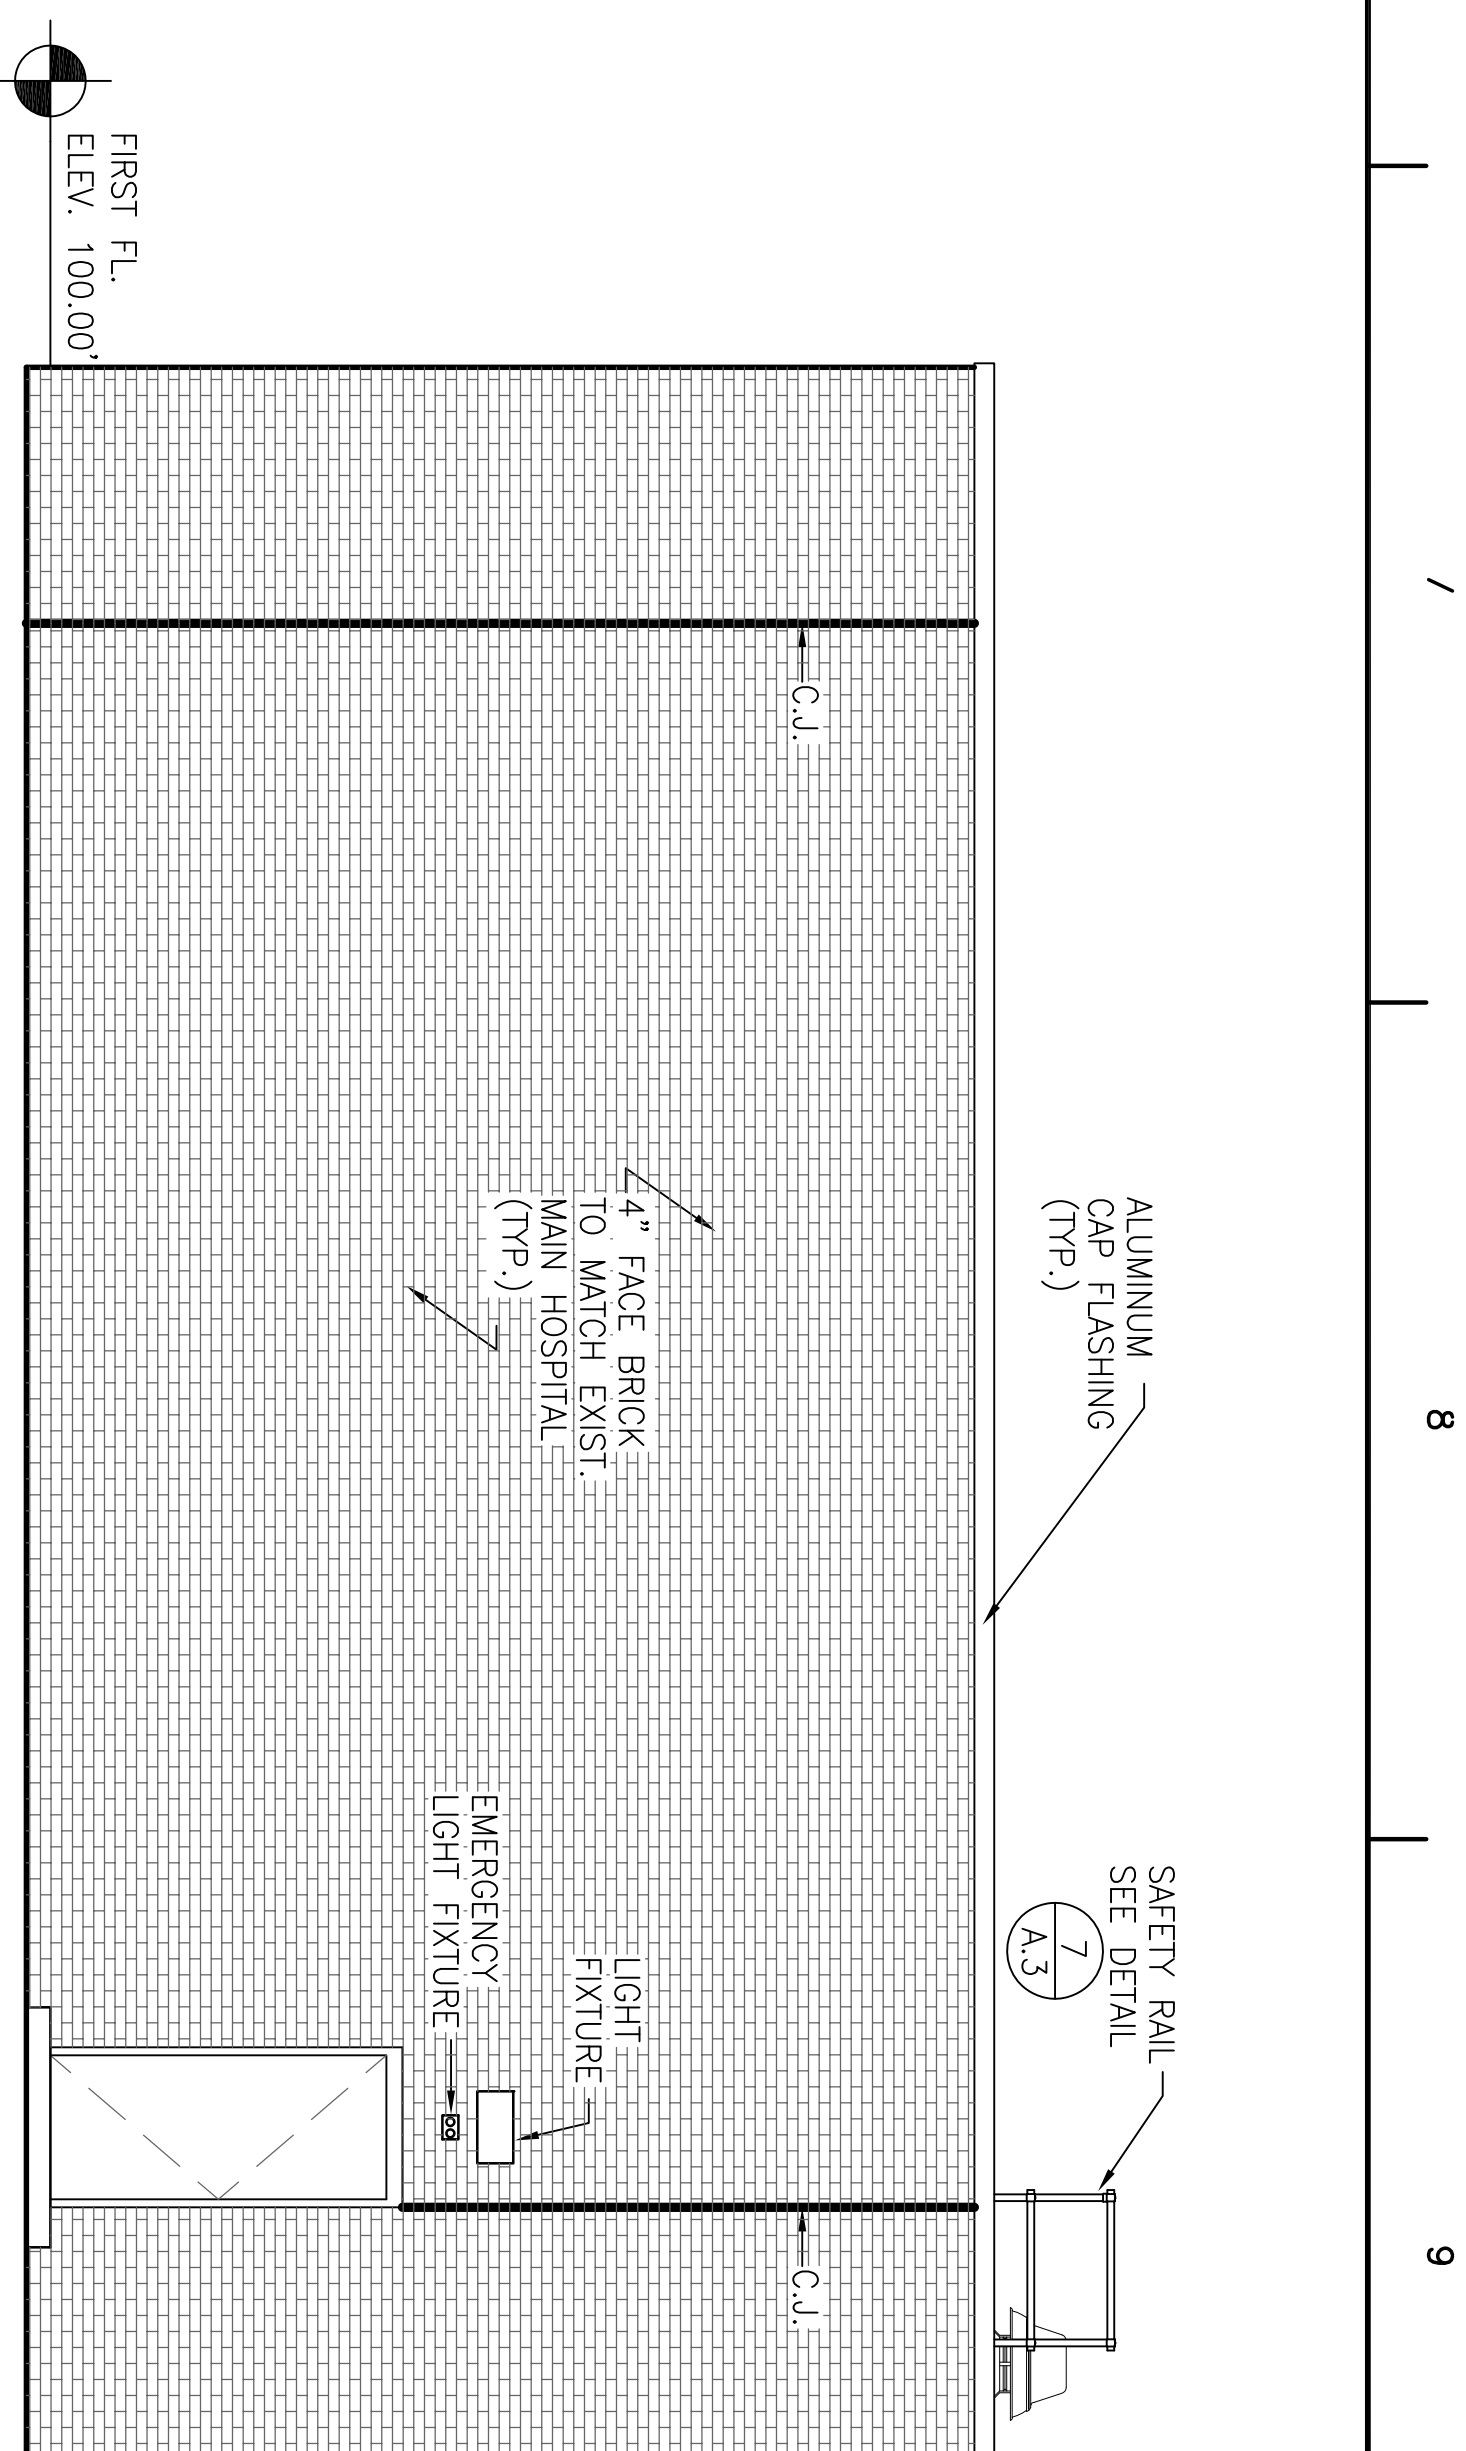 7
8
9
ALUMINUM
CAP FLASHING
(TYP.)
SAFETY RAIL
SEE DETAIL
7
A.3
C.J.
C.J.
4" FACE BRICK
TO MATCH EXIST.
MAIN HOSPITAL
(TYP.)
LIGHT
FIXTURE
EMERGENCY
LIGHT FIXTURE
FIRST FL.
ELEV. 100.00'